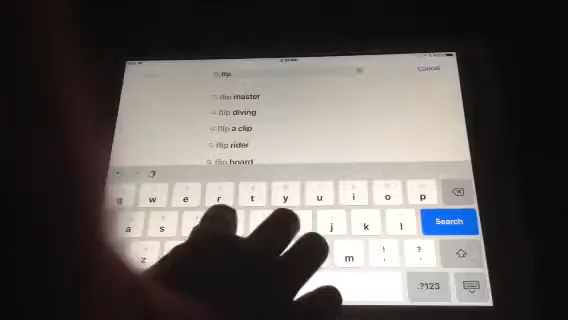 flip
Cancel
flip master
flip diving
flip a clip
flip rider
flip board
w e r t y u i o p
a s j k l Search
z m ! , ? .
.?123